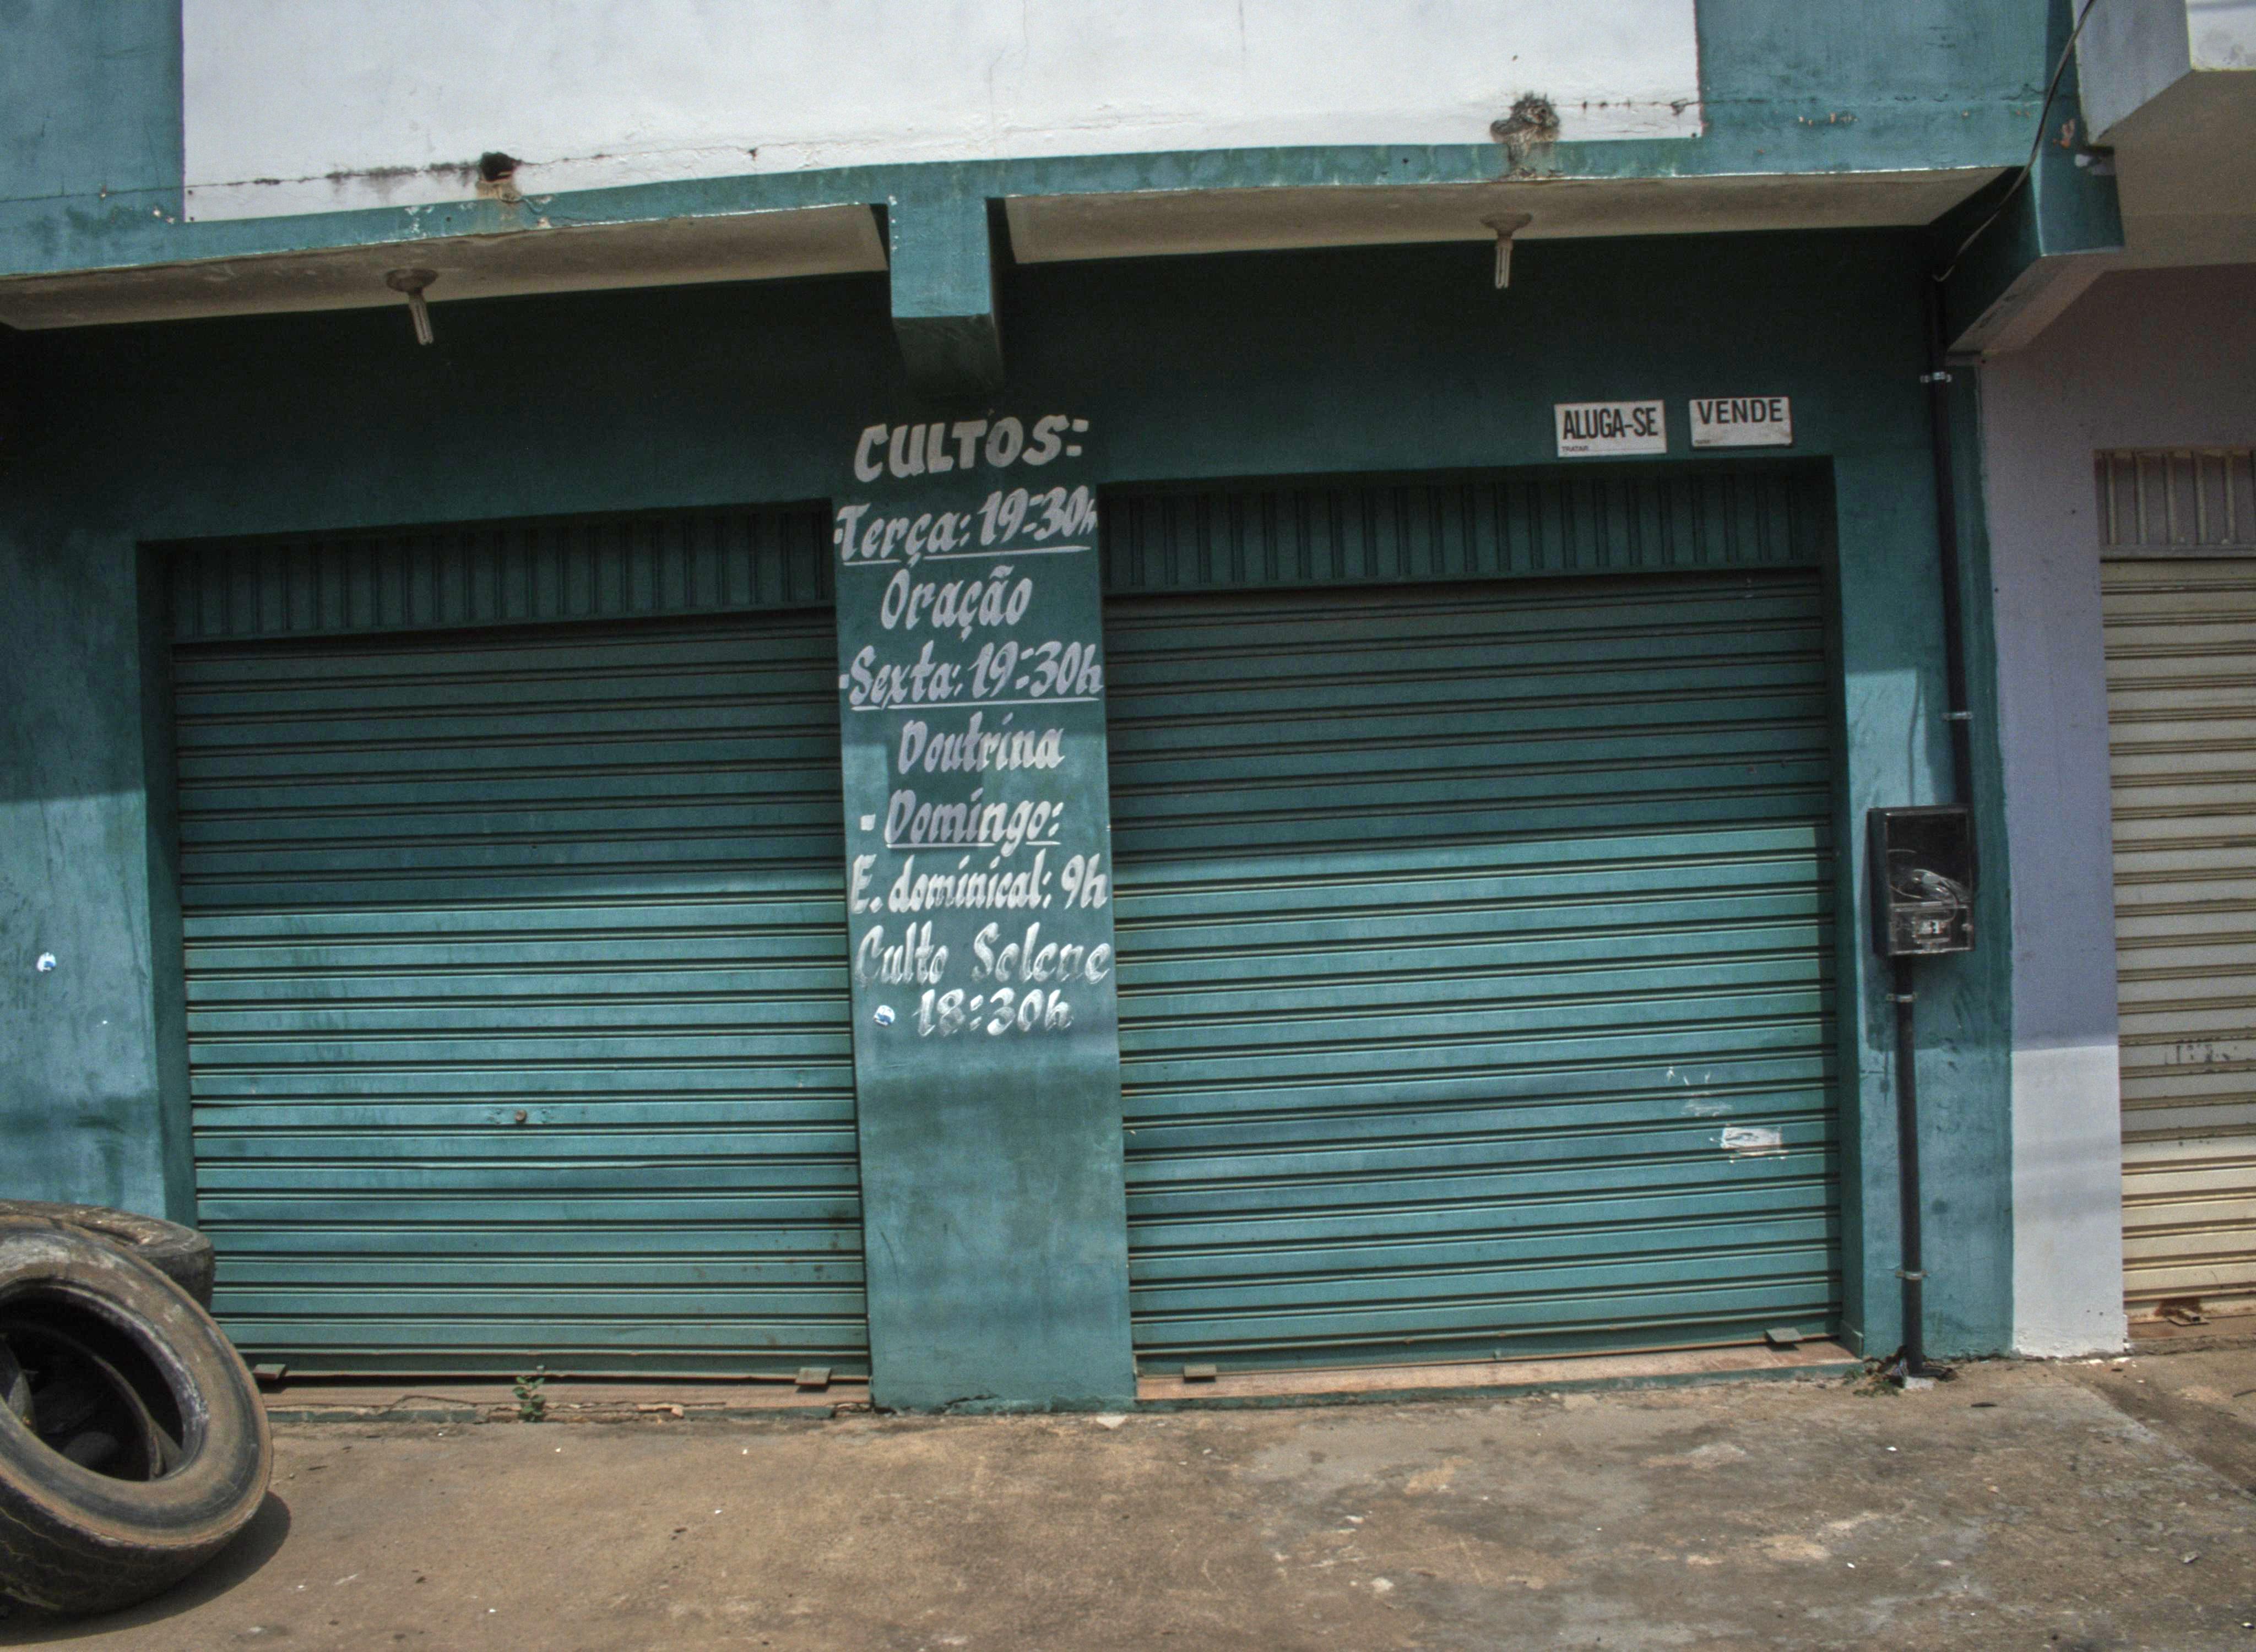 CULTOS:
-Terça: 19:30h
Oração
-Sexta: 19:30h
Doutrina
- Domingo:
E. dominical: 9h
Culto Solene
18:30h
ALUGA-SE
TRATAR
VENDE